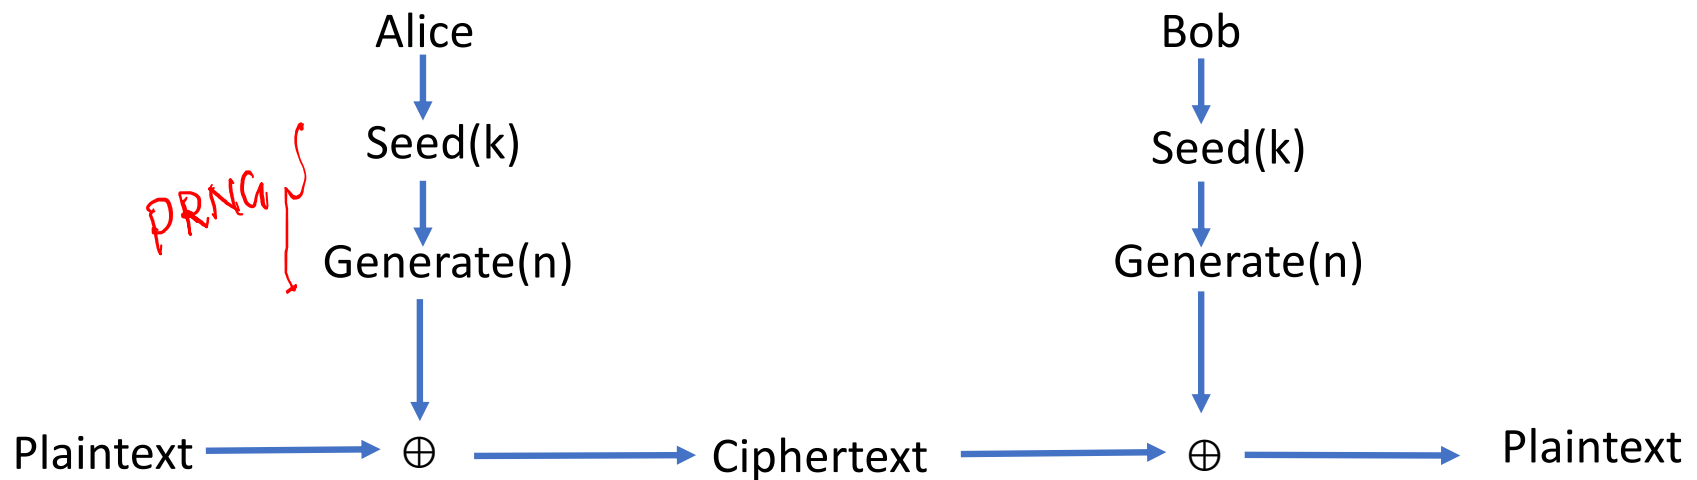 Alice
Bob
Seed(k)
Seed(k)
PRNG
Generate(n)
Generate(n)
Plaintext ⊕ Ciphertext ⊕ Plaintext